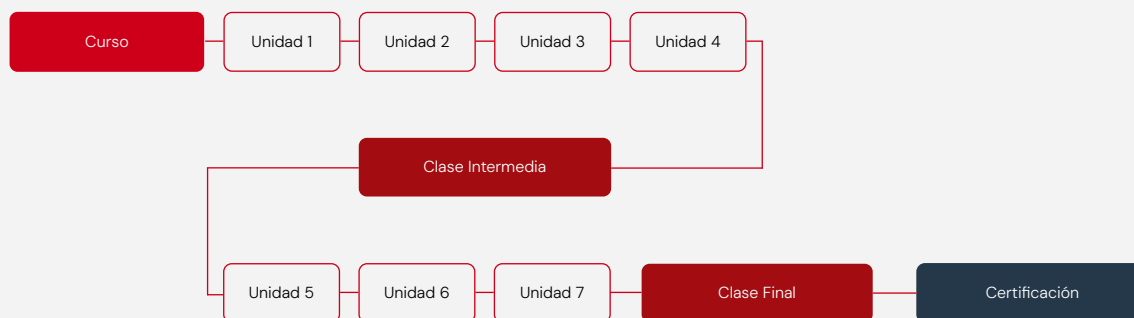 Curso
Unidad 1
Unidad 2
Unidad 3
Unidad 4
Clase Intermedia
Unidad 5
Unidad 6
Unidad 7
Clase Final
Certificación